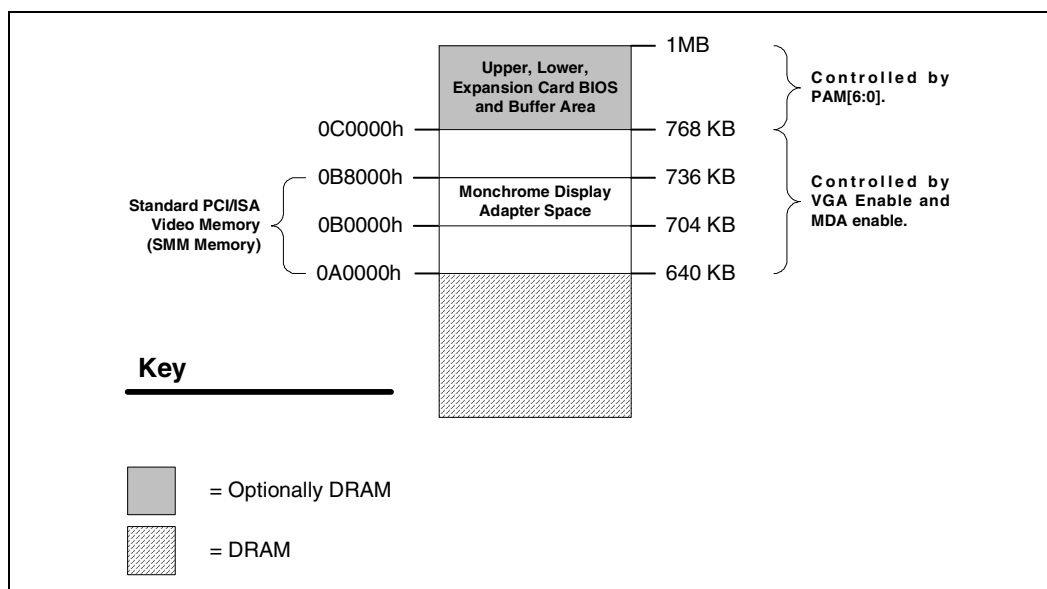 1MB
Upper, Lower,
Expansion Card BIOS
and Buffer Area
Controlled by
PAM[6:0].
0C0000h
768 KB
0B8000h
736 KB
Monchrome Display
Adapter Space
Controlled by
VGA Enable and
MDA enable.
Standard PCI/ISA
Video Memory
(SMM Memory)
0B0000h
704 KB
0A0000h
640 KB
Key
= Optionally DRAM
= DRAM